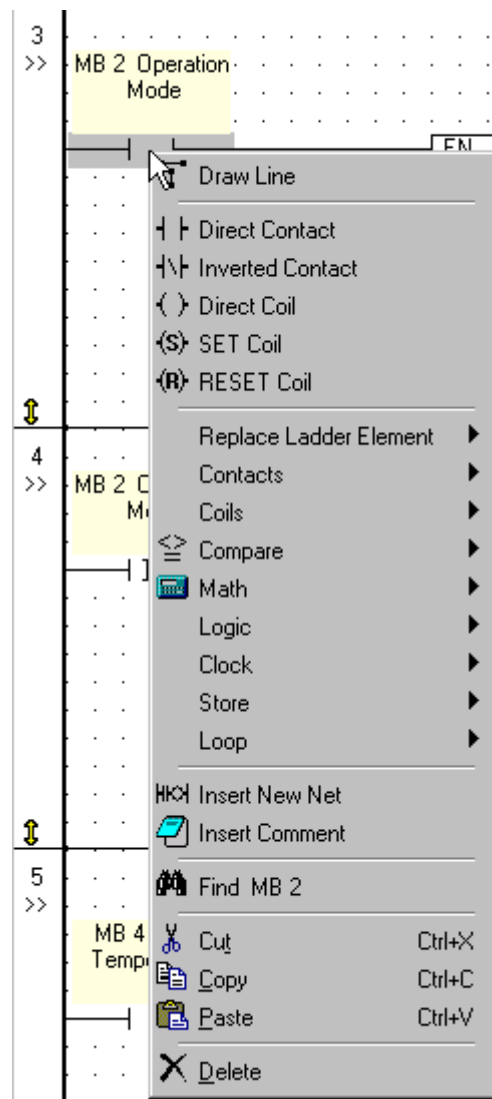 3
>>
MB 2 Operation
Mode
EN
Draw Line
Direct Contact
Inverted Contact
Direct Coil
(S) SET Coil
(R) RESET Coil
Replace Ladder Element
Contacts
Coils
<> Compare
Math
Logic
Clock
Store
Loop
4
>>
MB 2
Insert New Net
Insert Comment
5
>>
MB 4
Find MB 2
Cut Ctrl+X
Copy Ctrl+C
Paste Ctrl+V
Delete